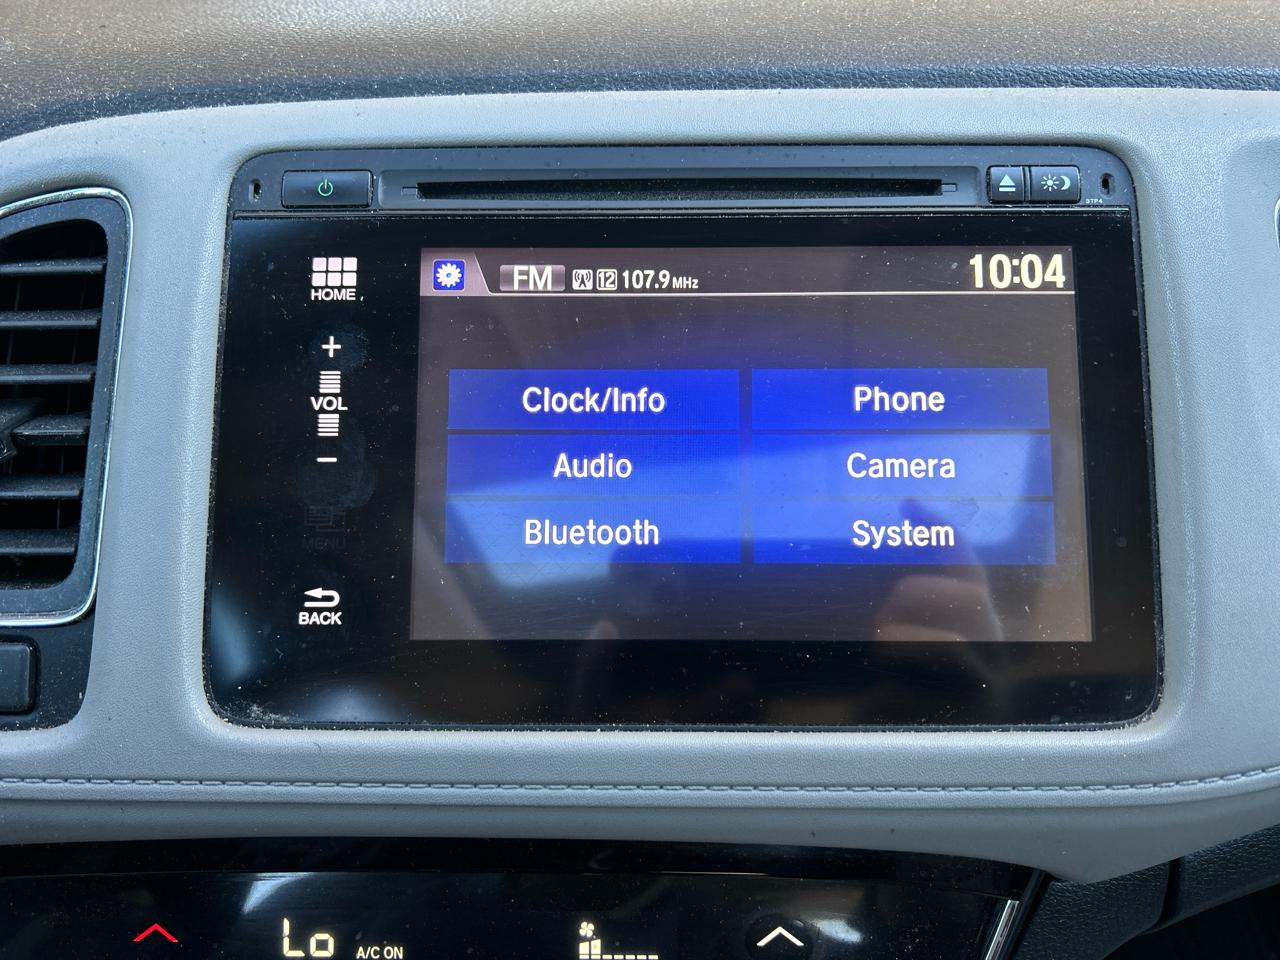 HOME
+
VOL
−
MENU
BACK
FM 12 107.9 MHz
10:04
Clock/Info
Phone
Audio
Camera
Bluetooth
System
Lo
A/C ON